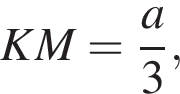 KM = a/3,